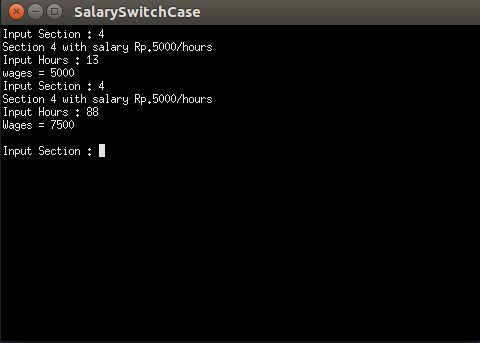 SalarySwitchCase
Input Section : 4
Section 4 with salary Rp.5000/hours
Input Hours : 13
wages = 5000
Input Section : 4
Section 4 with salary Rp.5000/hours
Input Hours : 88
Wages = 7500
Input Section :